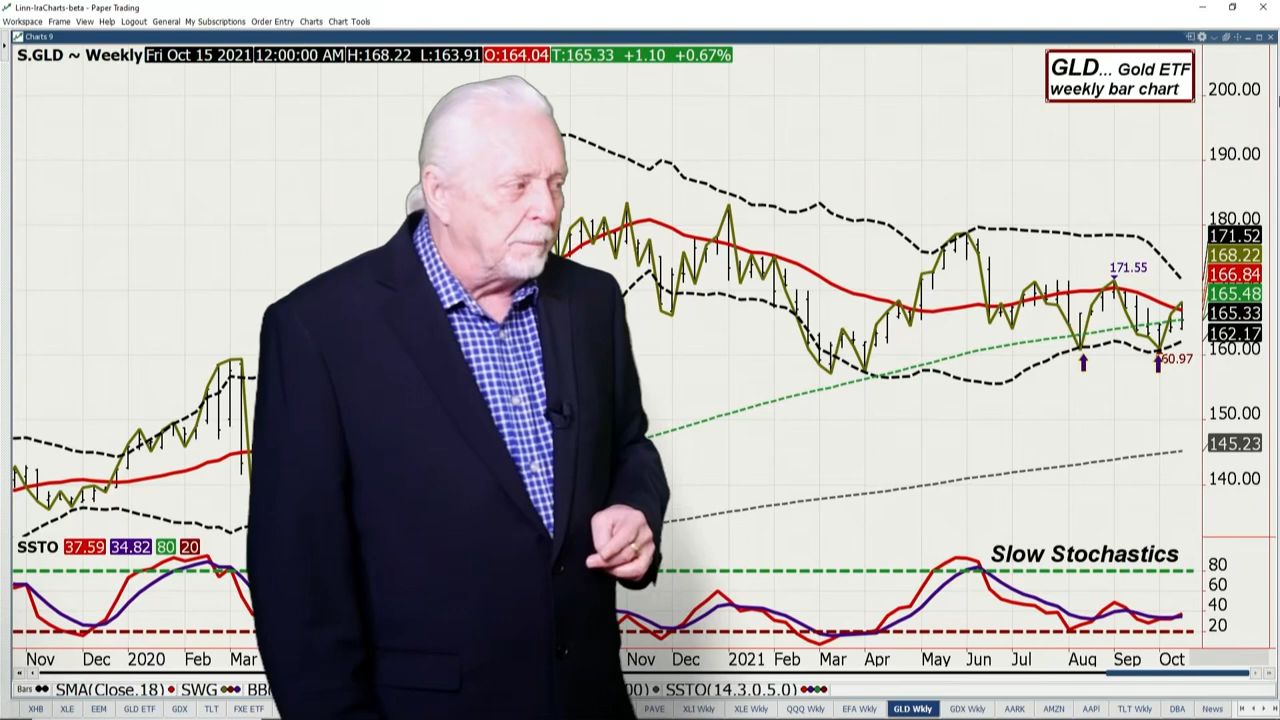 Linn-IraCharts-beta - Paper Trading
Workspace Frame View Help Logout General My Subscriptions Order Entry Charts Chart Tools
Charts 9
S.GLD ~ Weekly Fri Oct 15 2021 12:00:00 AM H:168.22 L:163.91 O:164.04 T:165.33 +1.10 +0.67%
GLD... Gold ETF
weekly bar chart
200.00
190.00
180.00
171.52
168.22
166.84
165.48
165.33
162.17
160.00
150.00
145.23
140.00
171.55
60.97
SSTO 37.59 34.82 80 20
Slow Stochastics
80
60
40
20
Nov Dec 2020 Feb Mar Nov Dec 2021 Feb Mar Apr May Jun Jul Aug Sep Oct
Bars SMA(Close.18) SWG BB 00) SSTO(14.3.0.5.0)
XHB XLE EEM GLD ETF GDX TLT FXE ETF PAVE XLI Wkly XLE Wkly QQQ Wkly EFA Wkly GLD Wkly GDX Wkly AARK AMZN AAPl TLT Wkly DBA News